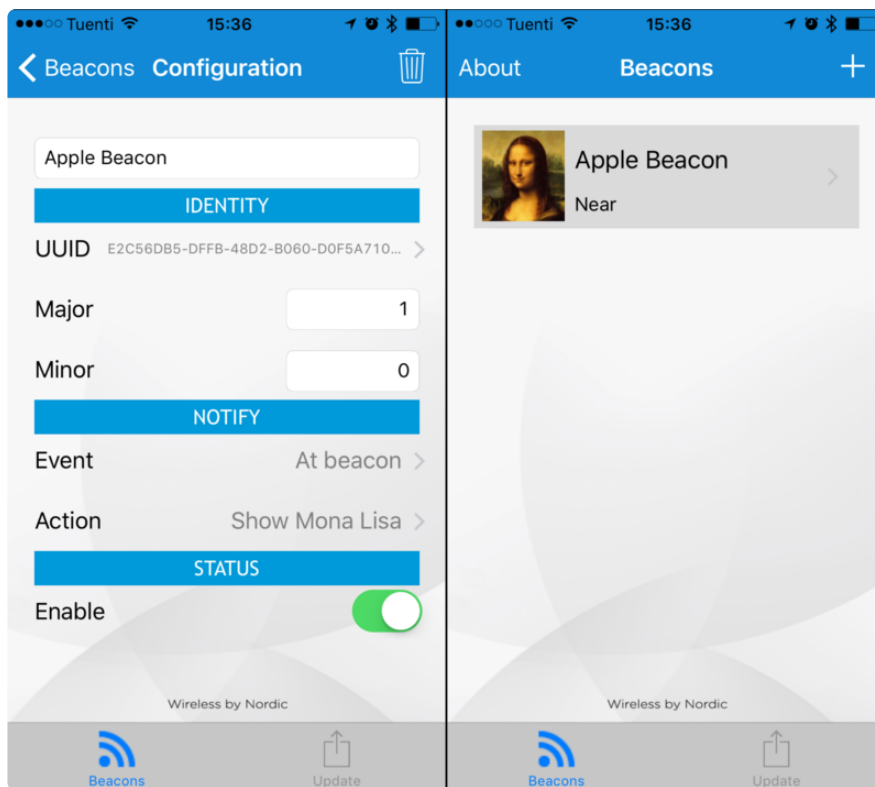 Tuenti 15:36
Beacons Configuration
Apple Beacon
IDENTITY
UUID E2C56DB5-DFFB-48D2-B060-D0F5A710...
Major 1
Minor 0
NOTIFY
Event At beacon
Action Show Mona Lisa
STATUS
Enable
Wireless by Nordic
Beacons Update
Tuenti 15:36
About Beacons +
Apple Beacon
Near
Wireless by Nordic
Beacons Update